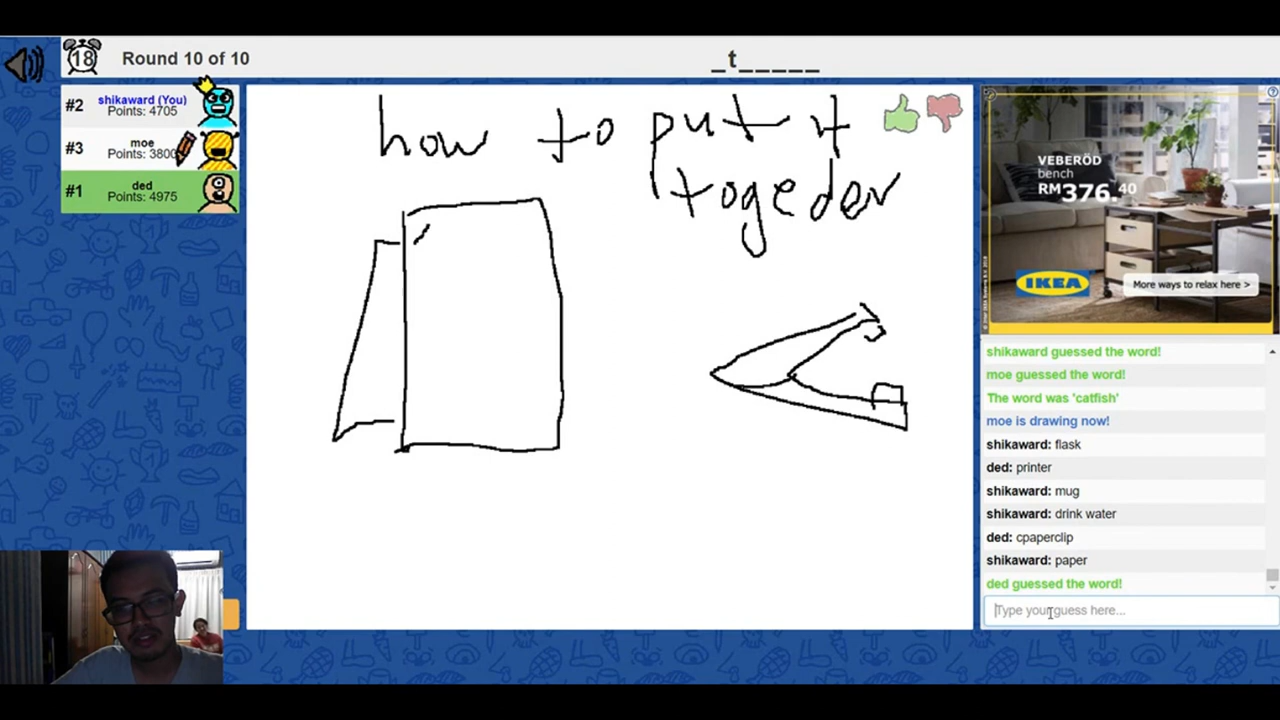 18
Round 10 of 10
_t_____
#2 shikaward (You)
Points: 4705
#3 moe
Points: 3800
#1 ded
Points: 4975
how to put it
togeder
VEBERÖD
bench
RM376.40
IKEA
More ways to relax here >
shikaward guessed the word!
moe guessed the word!
The word was 'catfish'
moe is drawing now!
shikaward: flask
ded: printer
shikaward: mug
shikaward: drink water
ded: cpaperclip
shikaward: paper
ded guessed the word!
Type your guess here...